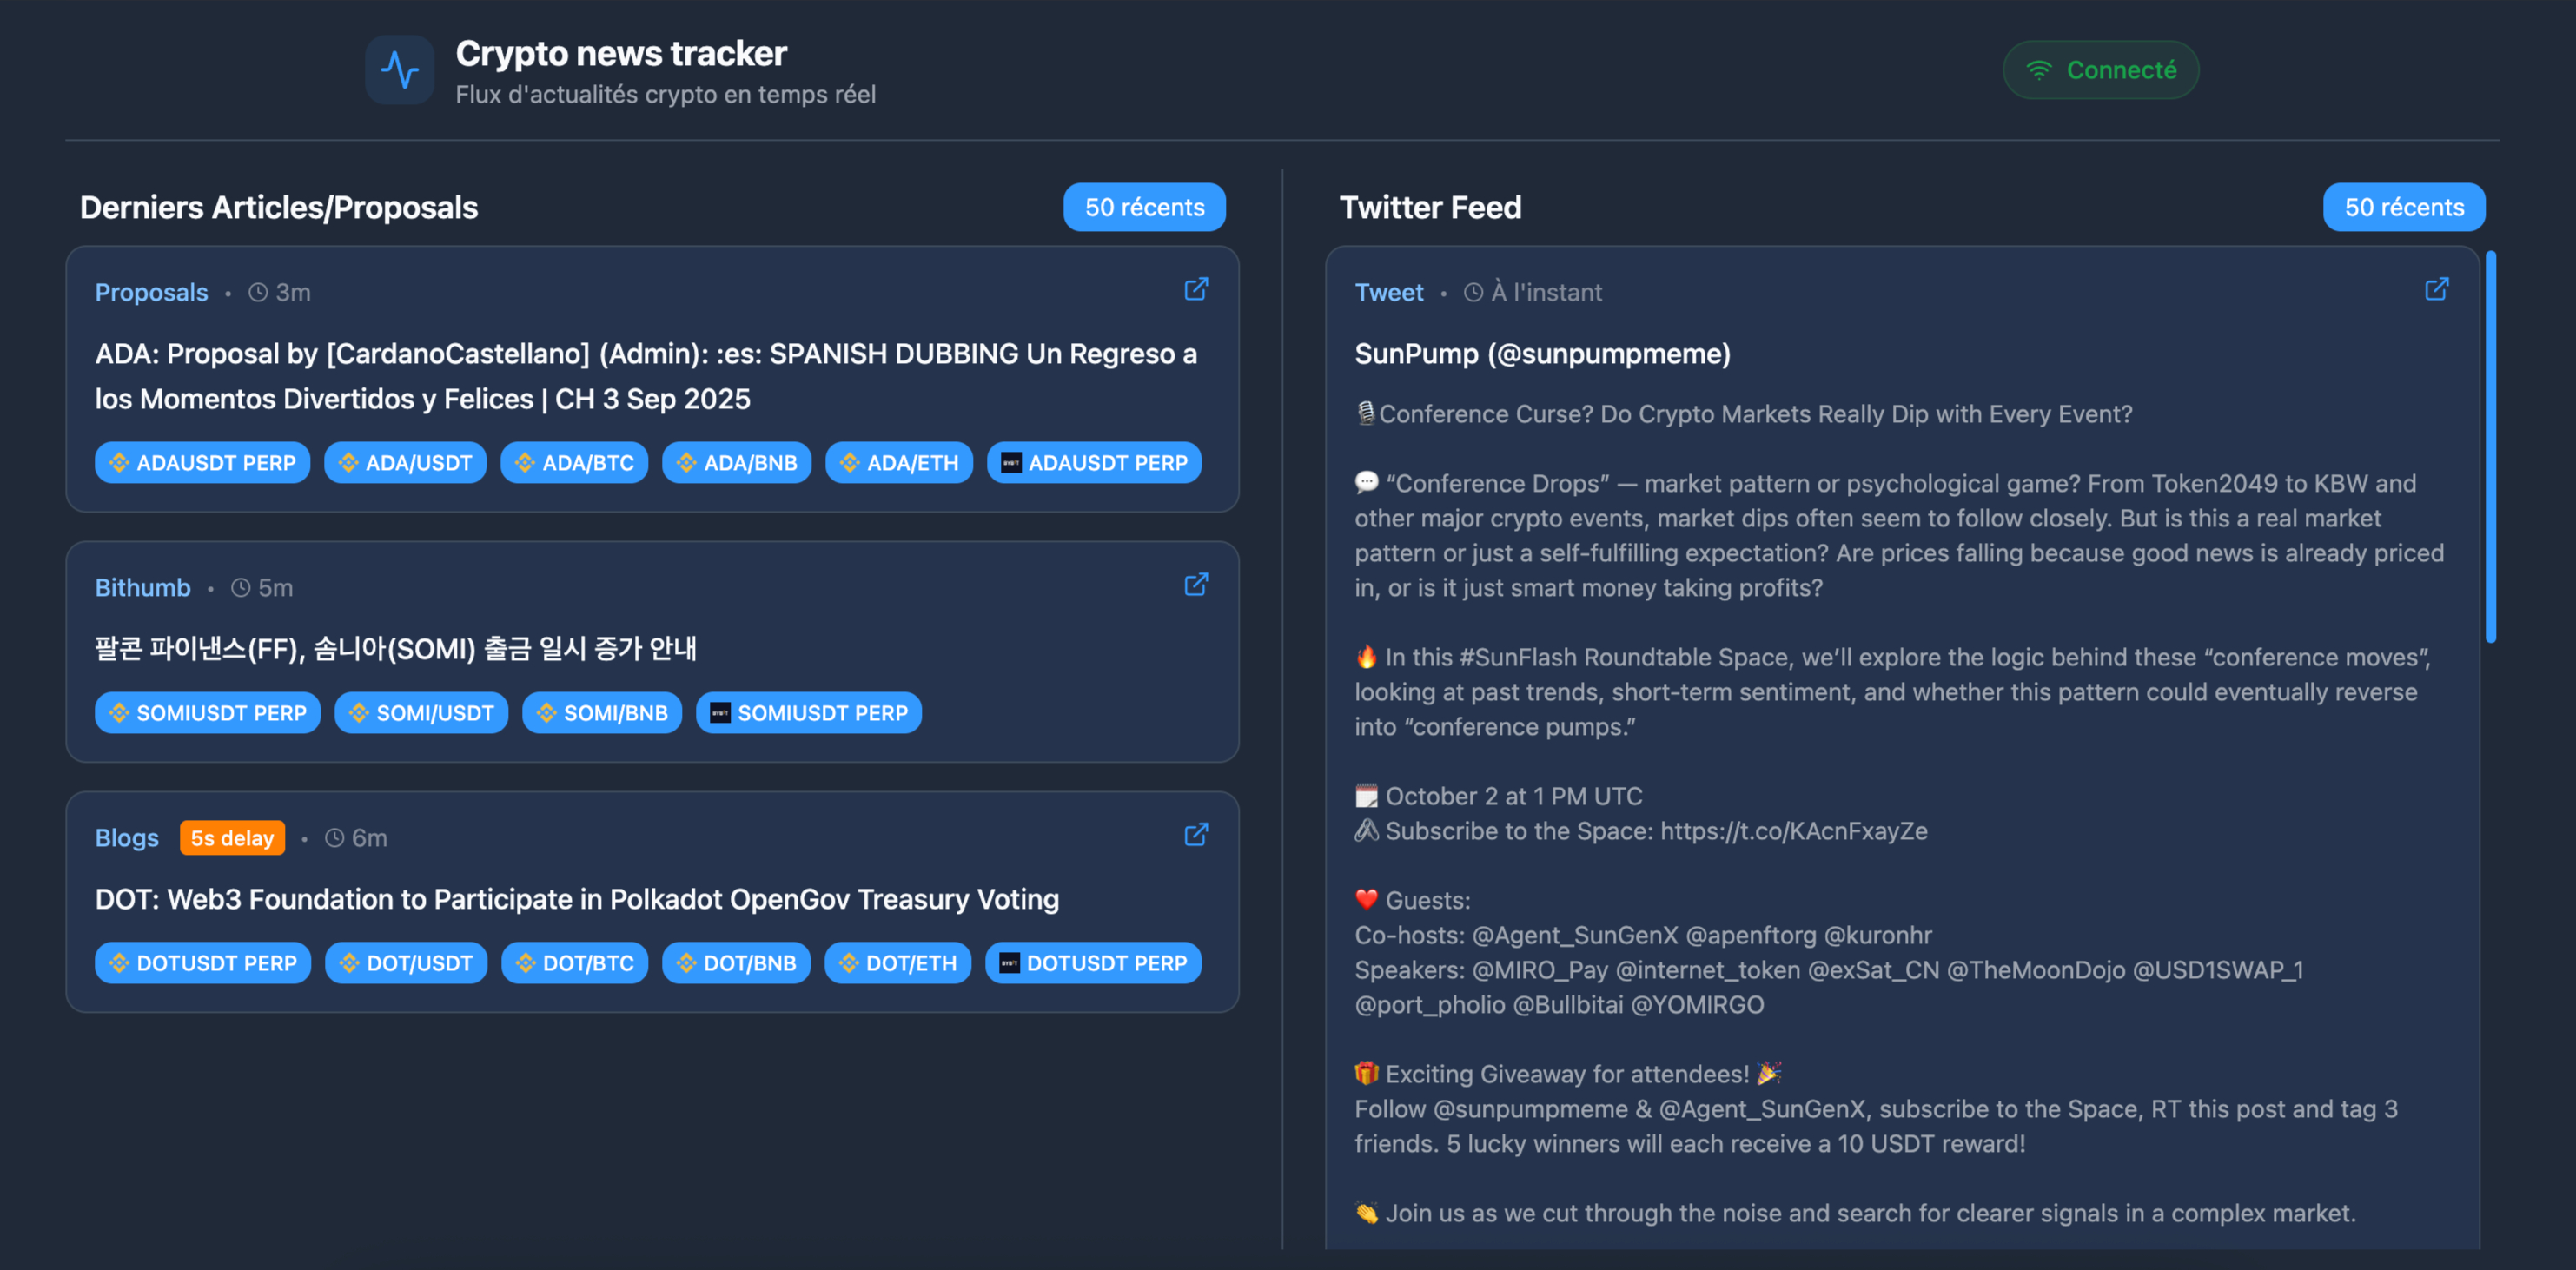 Crypto news tracker
Flux d'actualités crypto en temps réel
Connecté
Derniers Articles/Proposals
50 récents
Proposals • 3m
ADA: Proposal by [CardanoCastellano] (Admin): :es: SPANISH DUBBING Un Regreso a
los Momentos Divertidos y Felices | CH 3 Sep 2025
ADAUSDT PERP ADA/USDT ADA/BTC ADA/BNB ADA/ETH BYBIT ADAUSDT PERP
Bithumb • 5m
팔콘 파이낸스(FF), 솜니아(SOMI) 출금 일시 증가 안내
SOMIUSDT PERP SOMI/USDT SOMI/BNB BYBIT SOMIUSDT PERP
Blogs 5s delay • 6m
DOT: Web3 Foundation to Participate in Polkadot OpenGov Treasury Voting
DOTUSDT PERP DOT/USDT DOT/BTC DOT/BNB DOT/ETH BYBIT DOTUSDT PERP
Twitter Feed
50 récents
Tweet • À l'instant
SunPump (@sunpumpmeme)
🎙️Conference Curse? Do Crypto Markets Really Dip with Every Event?
💬 “Conference Drops” — market pattern or psychological game? From Token2049 to KBW and
other major crypto events, market dips often seem to follow closely. But is this a real market
pattern or just a self-fulfilling expectation? Are prices falling because good news is already priced
in, or is it just smart money taking profits?
🔥 In this #SunFlash Roundtable Space, we’ll explore the logic behind these “conference moves”,
looking at past trends, short-term sentiment, and whether this pattern could eventually reverse
into “conference pumps.”
🗓️ October 2 at 1 PM UTC
🖇️ Subscribe to the Space: https://t.co/KAcnFxayZe
❤️ Guests:
Co-hosts: @Agent_SunGenX @apenftorg @kuronhr
Speakers: @MIRO_Pay @internet_token @exSat_CN @TheMoonDojo @USD1SWAP_1
@port_pholio @Bullbitai @YOMIRGO
🎁 Exciting Giveaway for attendees! 🎉
Follow @sunpumpmeme & @Agent_SunGenX, subscribe to the Space, RT this post and tag 3
friends. 5 lucky winners will each receive a 10 USDT reward!
👏 Join us as we cut through the noise and search for clearer signals in a complex market.